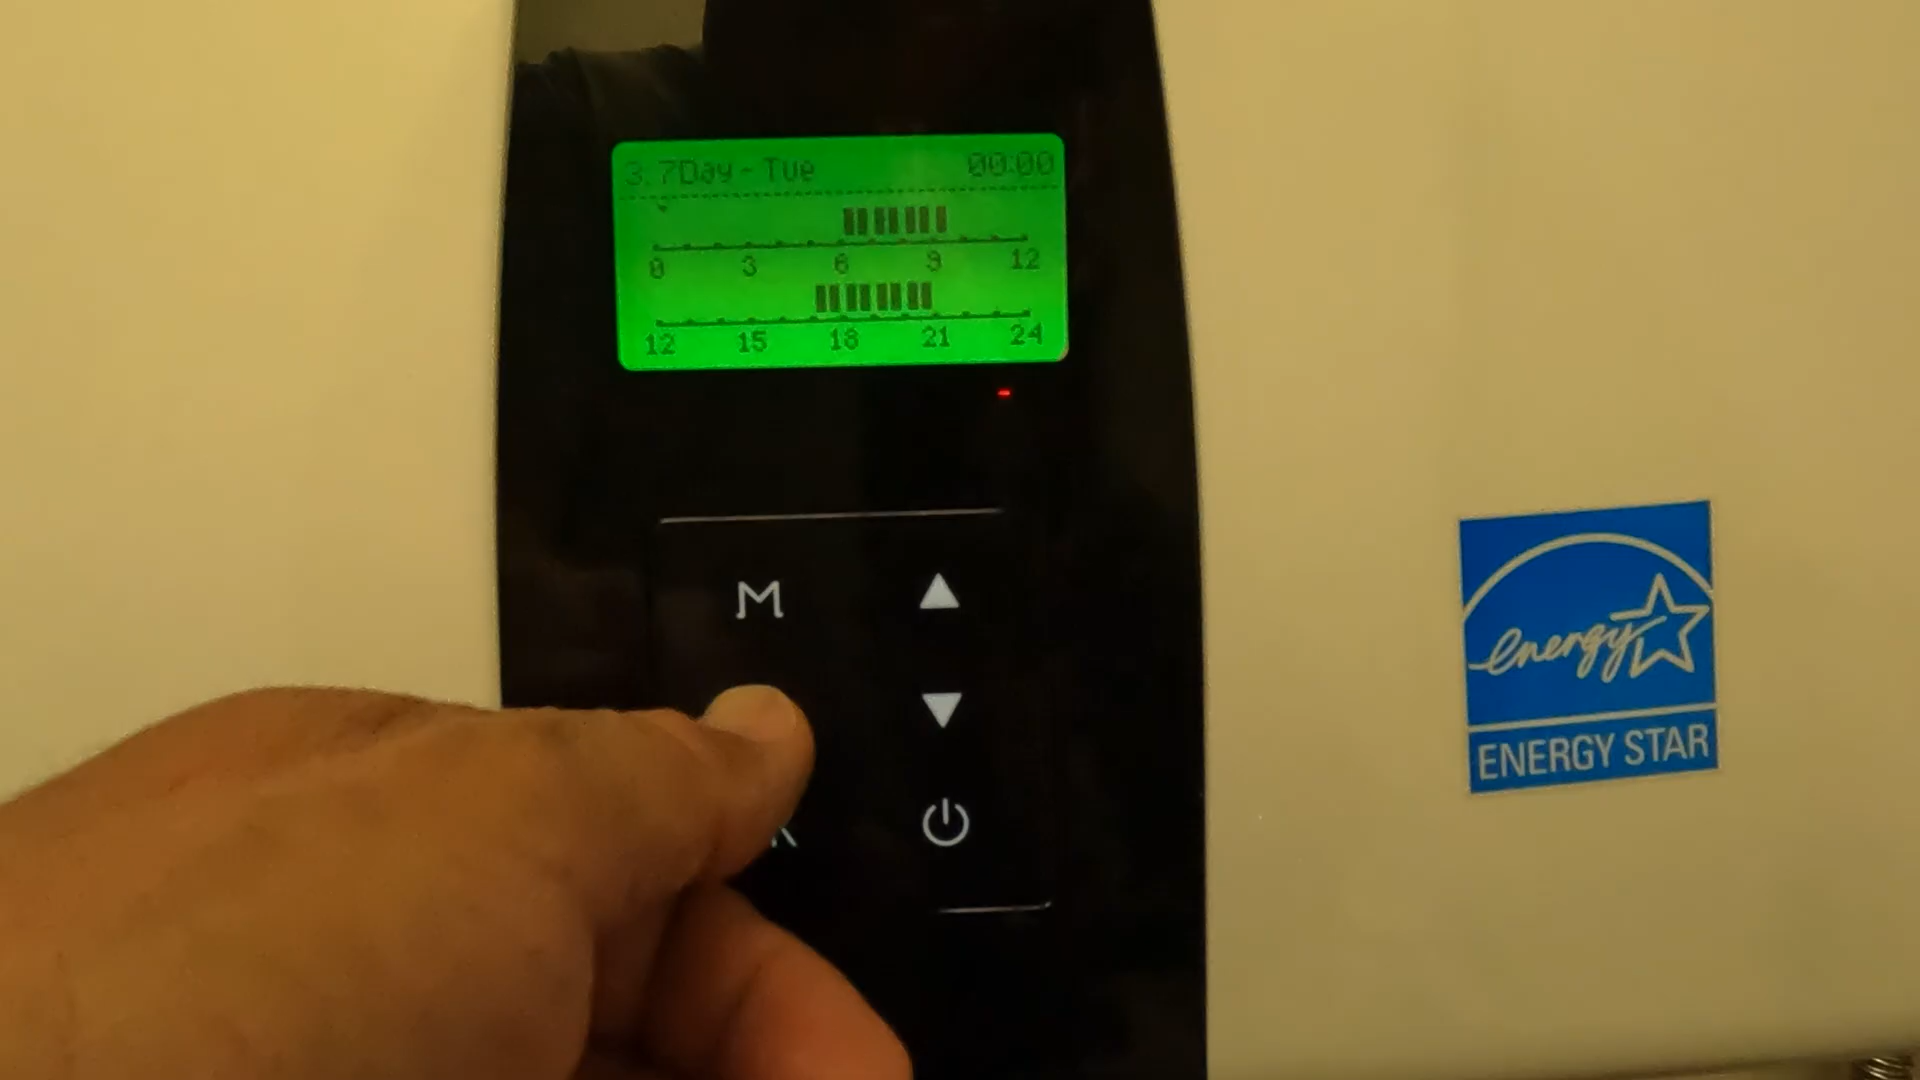 3. 7Day - Tue 00:00
0 3 6 9 12
12 15 18 21 24
M
energy
ENERGY STAR